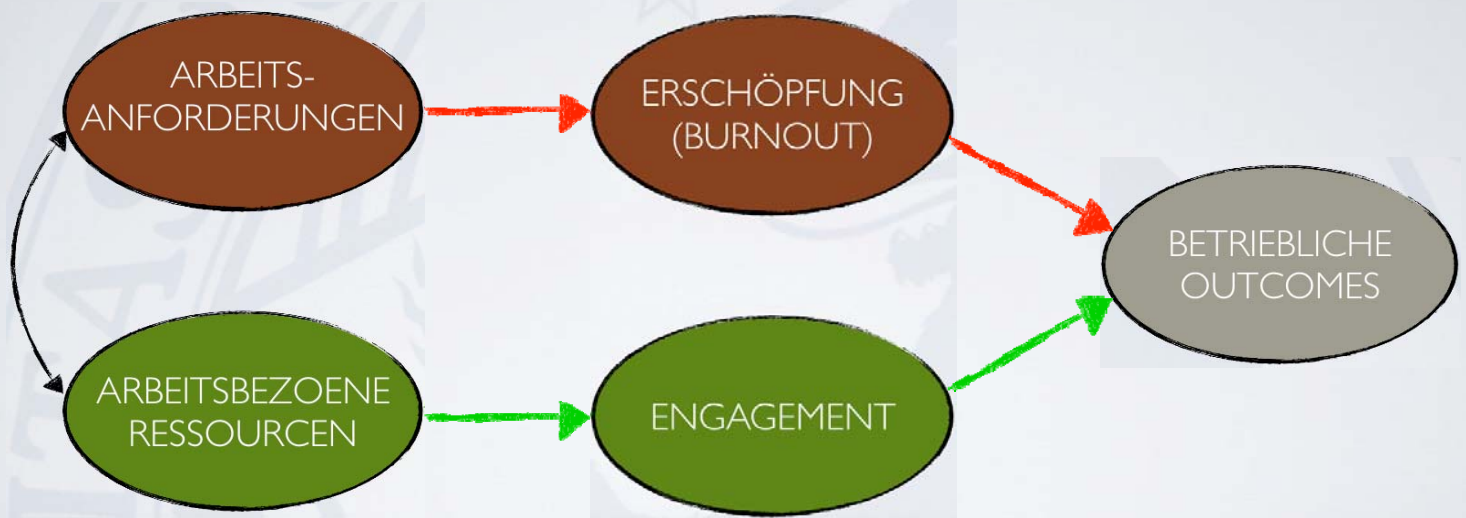 ARBEITS-
ANFORDERUNGEN
ERSCHÖPFUNG
(BURNOUT)
BETRIEBLICHE
OUTCOMES
ARBEITSBEZOENE
RESSOURCEN
ENGAGEMENT